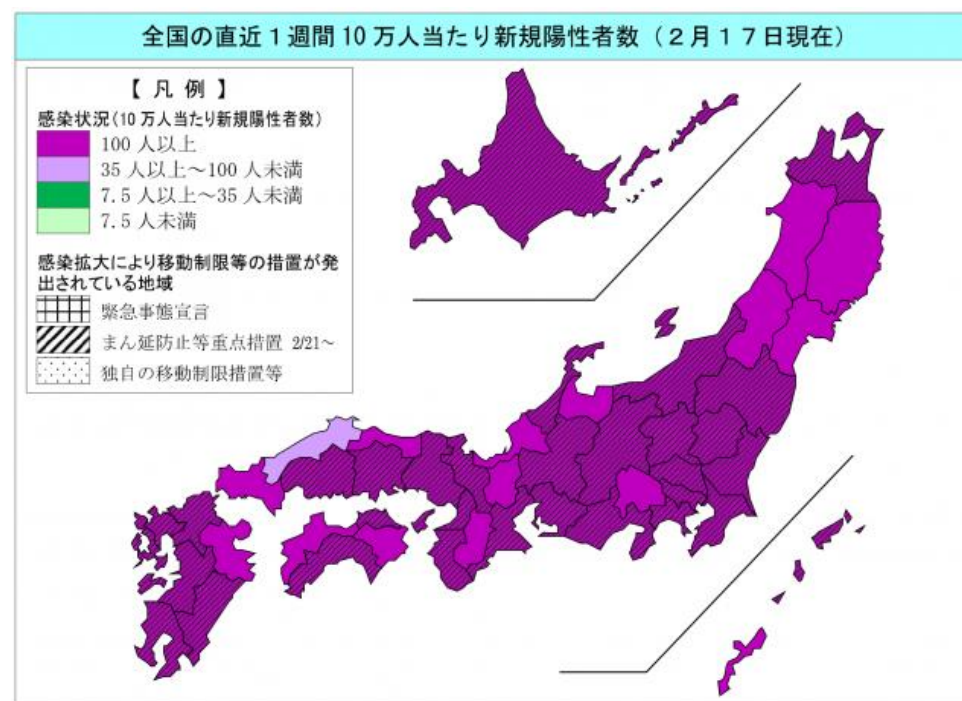 全国の直近１週間10万人当たり新規陽性者数（２月１７日現在）
【 凡 例 】
感染状況(10万人当たり新規陽性者数)
100人以上
35人以上～100人未満
7.5人以上～35人未満
7.5人未満
感染拡大により移動制限等の措置が発
出されている地域
緊急事態宣言
まん延防止等重点措置 2/21～
独自の移動制限措置等